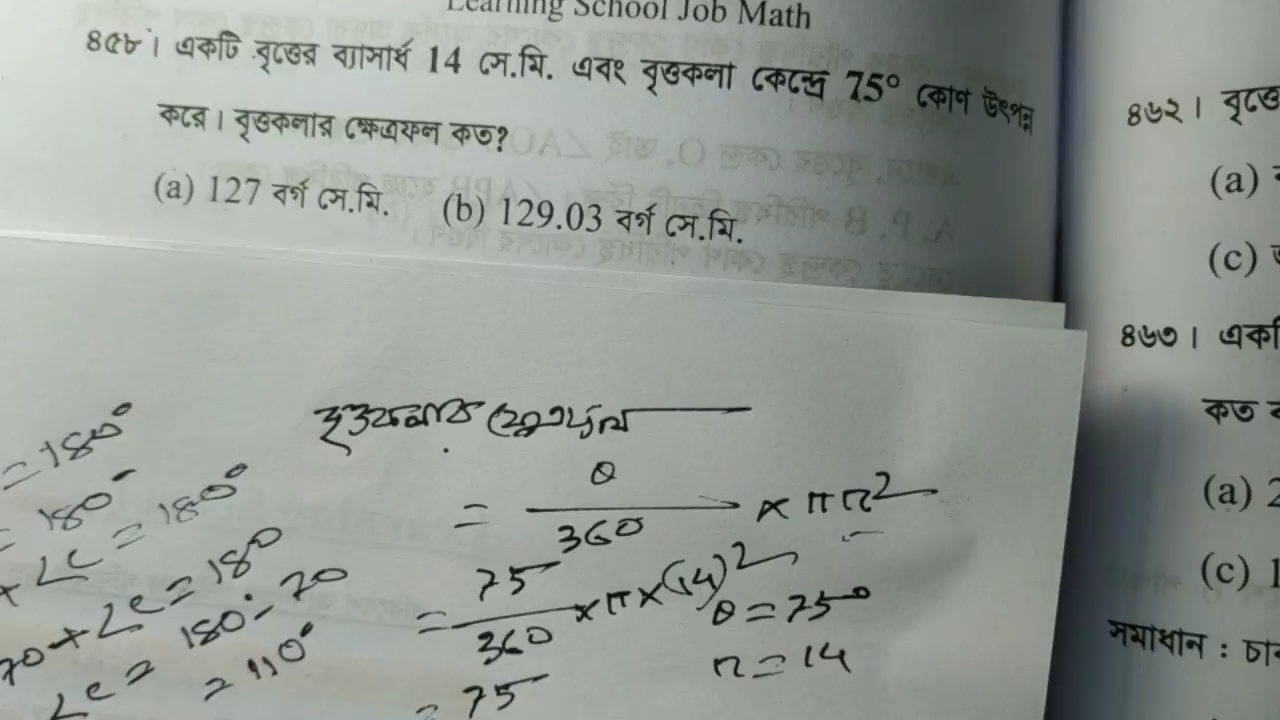 Learning School Job Math
৪৫৮। একটি বৃত্তের ব্যাসার্ধ 14 সে.মি. এবং বৃত্তকলা কেন্দ্রে 75° কোণ উৎপন্ন
করে। বৃত্তকলার ক্ষেত্রফল কত?
(a) 127 বর্গ সে.মি. (b) 129.03 বর্গ সে.মি.
বৃত্তকলার ক্ষেত্রফল
= θ/360 × πr²
= 75/360 × π × (14)²
θ = 75°
r = 14
= 75
= 180°
= 180°
+ ∠C = 180°
70 + ∠C = 180
∠C = 180° - 70
= 110°
৪৬২। বৃত্তে
(a)
(c)
৪৬৩। একটি
কত
(a) 2
(c) 1
সমাধান :